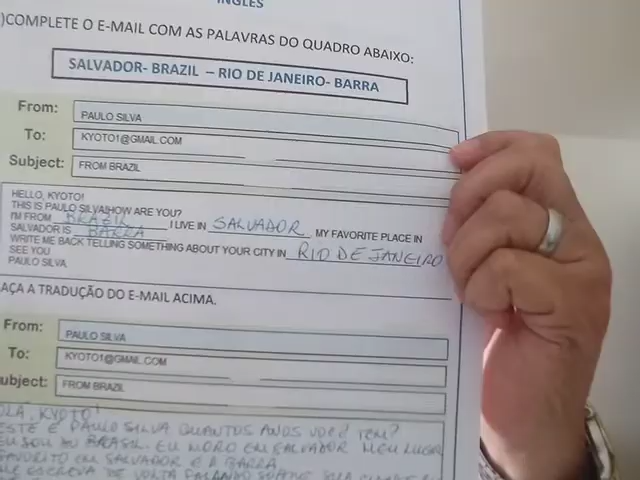 INGLÊS
)COMPLETE O E-MAIL COM AS PALAVRAS DO QUADRO ABAIXO:
SALVADOR- BRAZIL – RIO DE JANEIRO- BARRA
From: PAULO SILVA
To: KYOTO1@GMAIL.COM
Subject: FROM BRAZIL
HELLO, KYOTO!
THIS IS PAULO SILVA!HOW ARE YOU?
I'M FROM BRAZIL I LIVE IN SALVADOR MY FAVORITE PLACE IN
SALVADOR IS BARRA
WRITE ME BACK TELLING SOMETHING ABOUT YOUR CITY IN RIO DE JANEIRO
SEE YOU
PAULO SILVA.
AÇA A TRADUÇÃO DO E-MAIL ACIMA.
From: PAULO SILVA
To: KYOTO1@GMAIL.COM
ubject: FROM BRAZIL
OLA, KYOTO!
ESTE E PAULO SILVA QUANTOS ANOS VOCÊ TEM?
EU SOU DO BRASIL. EU MORO EM SALVADOR MEU LUGAR
FAVORITO EM SALVADOR E A BARRA
ME ESCREVA DE VOLTA FALANDO SOBRE SUA